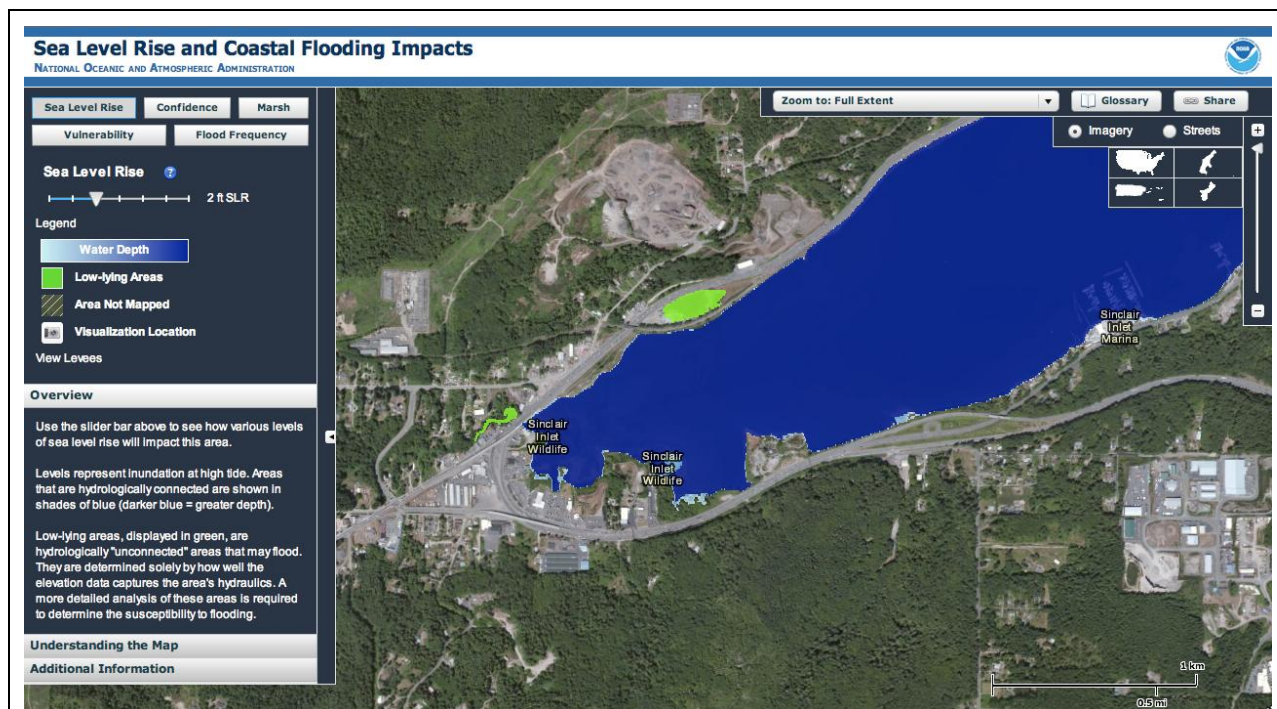 Sea Level Rise and Coastal Flooding Impacts
NATIONAL OCEANIC AND ATMOSPHERIC ADMINISTRATION
Sea Level Rise
Confidence
Marsh
Vulnerability
Flood Frequency
Sea Level Rise ?
2 ft SLR
Legend
Water Depth
Low-lying Areas
Area Not Mapped
Visualization Location
View Levees
Overview
Use the slider bar above to see how various levels
of sea level rise will impact this area.
Levels represent inundation at high tide. Areas
that are hydrologically connected are shown in
shades of blue (darker blue = greater depth).
Low-lying areas, displayed in green, are
hydrologically "unconnected" areas that may flood.
They are determined solely by how well the
elevation data captures the area's hydraulics. A
more detailed analysis of these areas is required
to determine the susceptibility to flooding.
Understanding the Map
Additional Information
Zoom to: Full Extent
Glossary
Share
Imagery
Streets
Sinclair
Inlet
Marina
Sinclair
Inlet
Wildlife
Sinclair
Inlet
Wildlife
1 km
0.5 mi